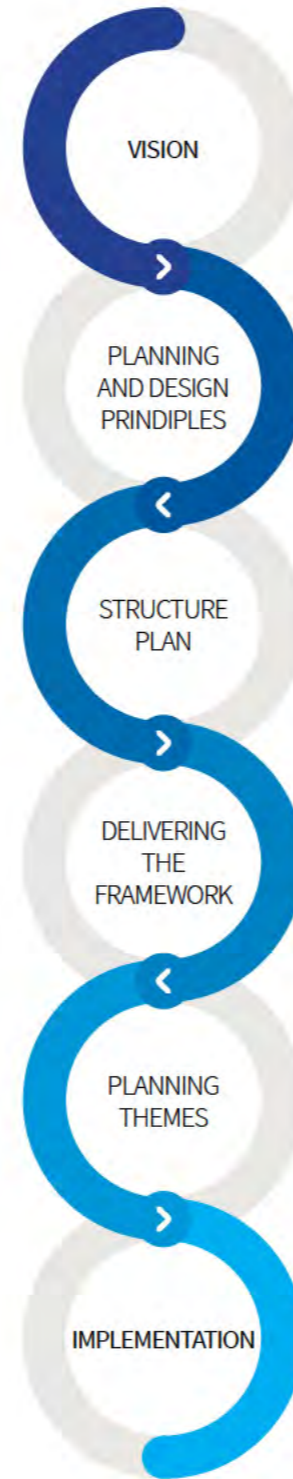 VISION
PLANNING
AND DESIGN
PRINDIPLES
STRUCTURE
PLAN
DELIVERING
THE
FRAMEWORK
PLANNING
THEMES
IMPLEMENTATION